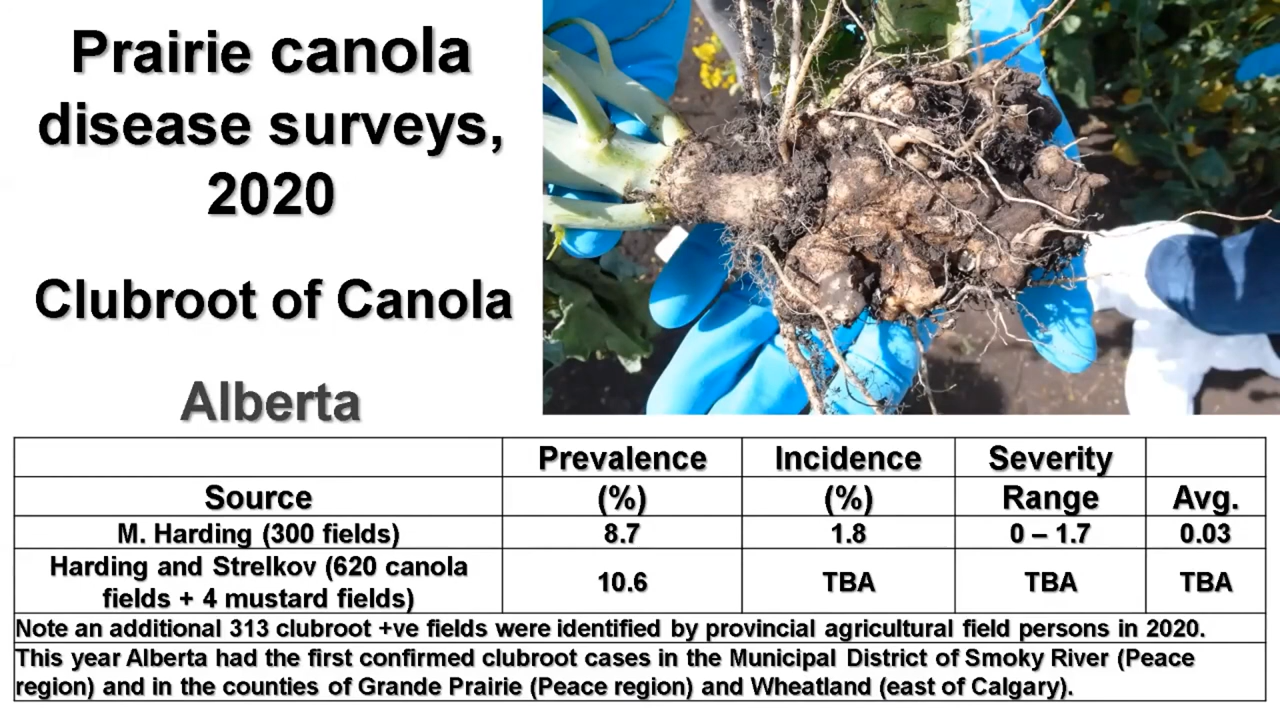 Prairie canola
disease surveys,
2020
Clubroot of Canola
Alberta
Prevalence Incidence Severity
Source (%) (%) Range Avg.
M. Harding (300 fields) 8.7 1.8 0 – 1.7 0.03
Harding and Strelkov (620 canola
fields + 4 mustard fields) 10.6 TBA TBA TBA
Note an additional 313 clubroot +ve fields were identified by provincial agricultural field persons in 2020.
This year Alberta had the first confirmed clubroot cases in the Municipal District of Smoky River (Peace
region) and in the counties of Grande Prairie (Peace region) and Wheatland (east of Calgary).